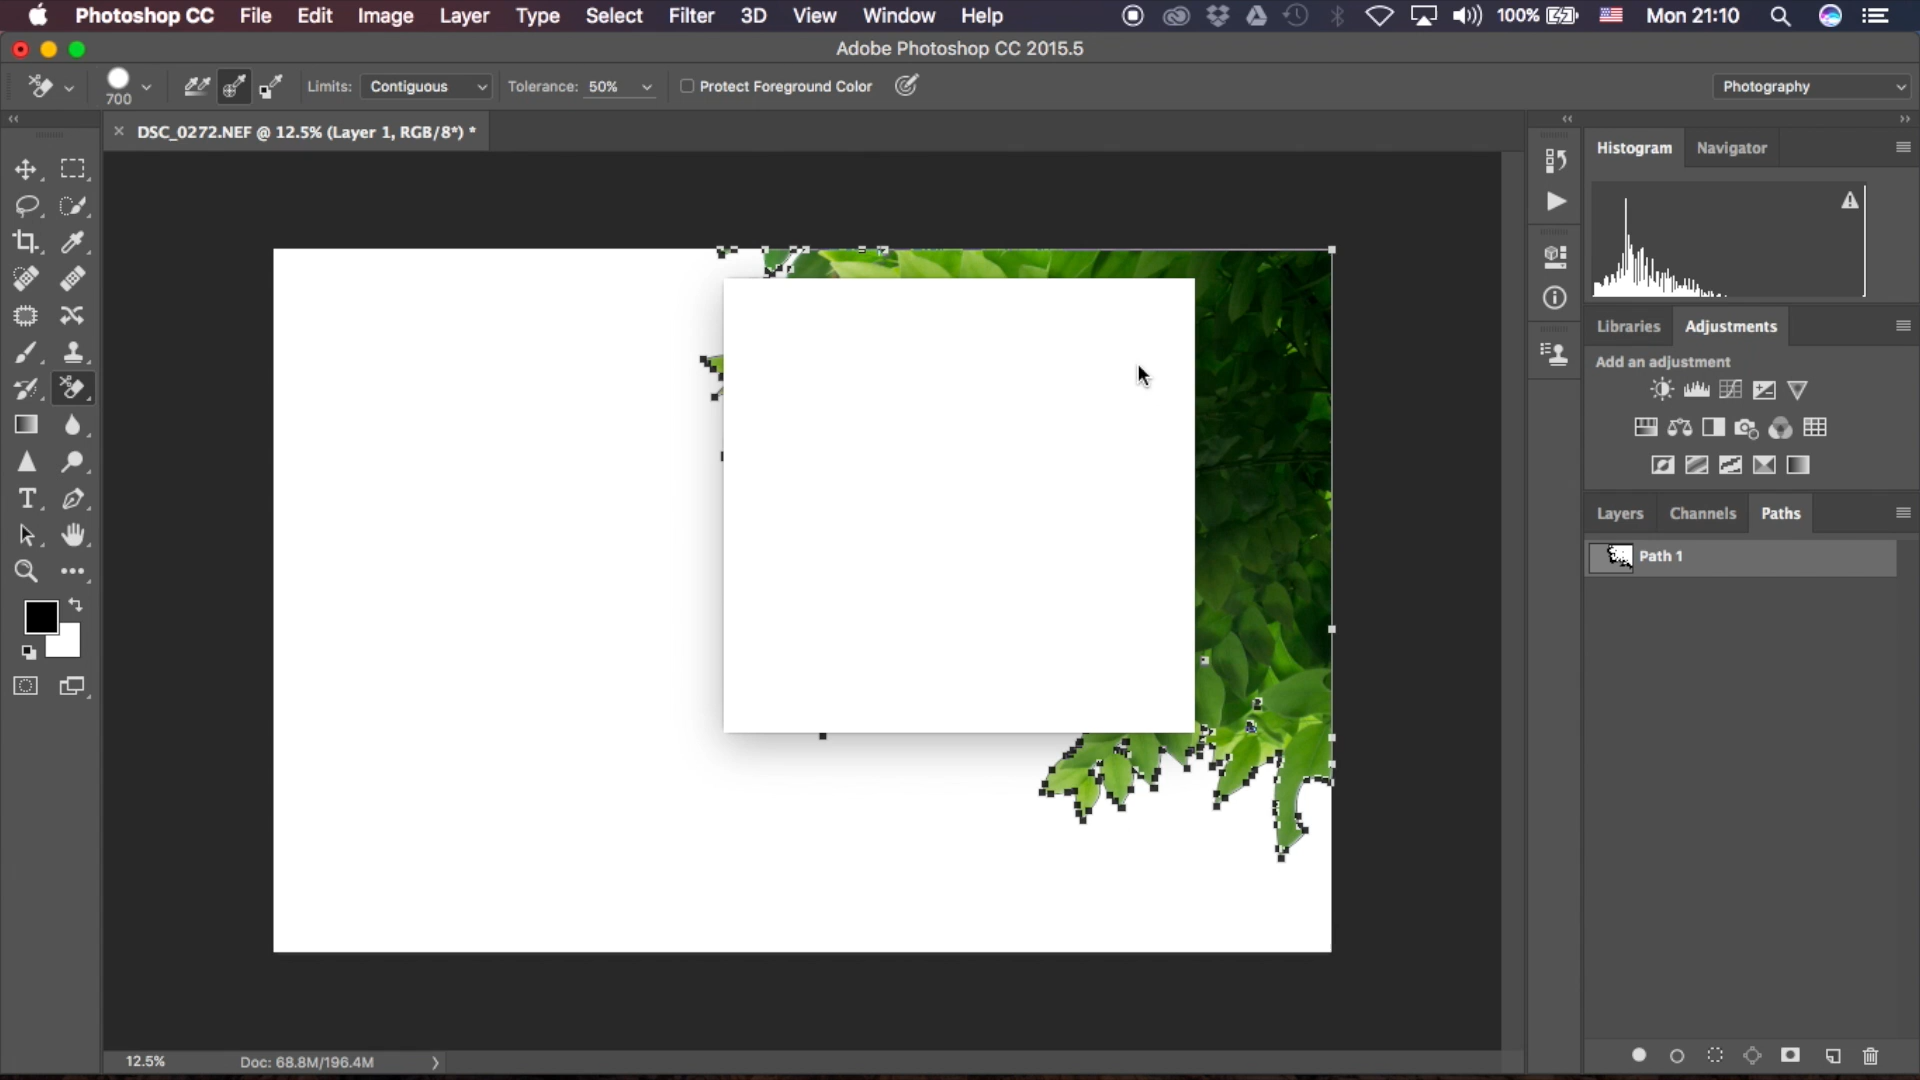 Photoshop CC File Edit Image Layer Type Select Filter 3D View Window Help 100% Mon 21:10
Adobe Photoshop CC 2015.5
700 Limits: Contiguous Tolerance: 50% Protect Foreground Color Photography
DSC_0272.NEF @ 12.5% (Layer 1, RGB/8*) *
Histogram Navigator
Libraries Adjustments
Add an adjustment
Layers Channels Paths
Path 1
12.5% Doc: 68.8M/196.4M